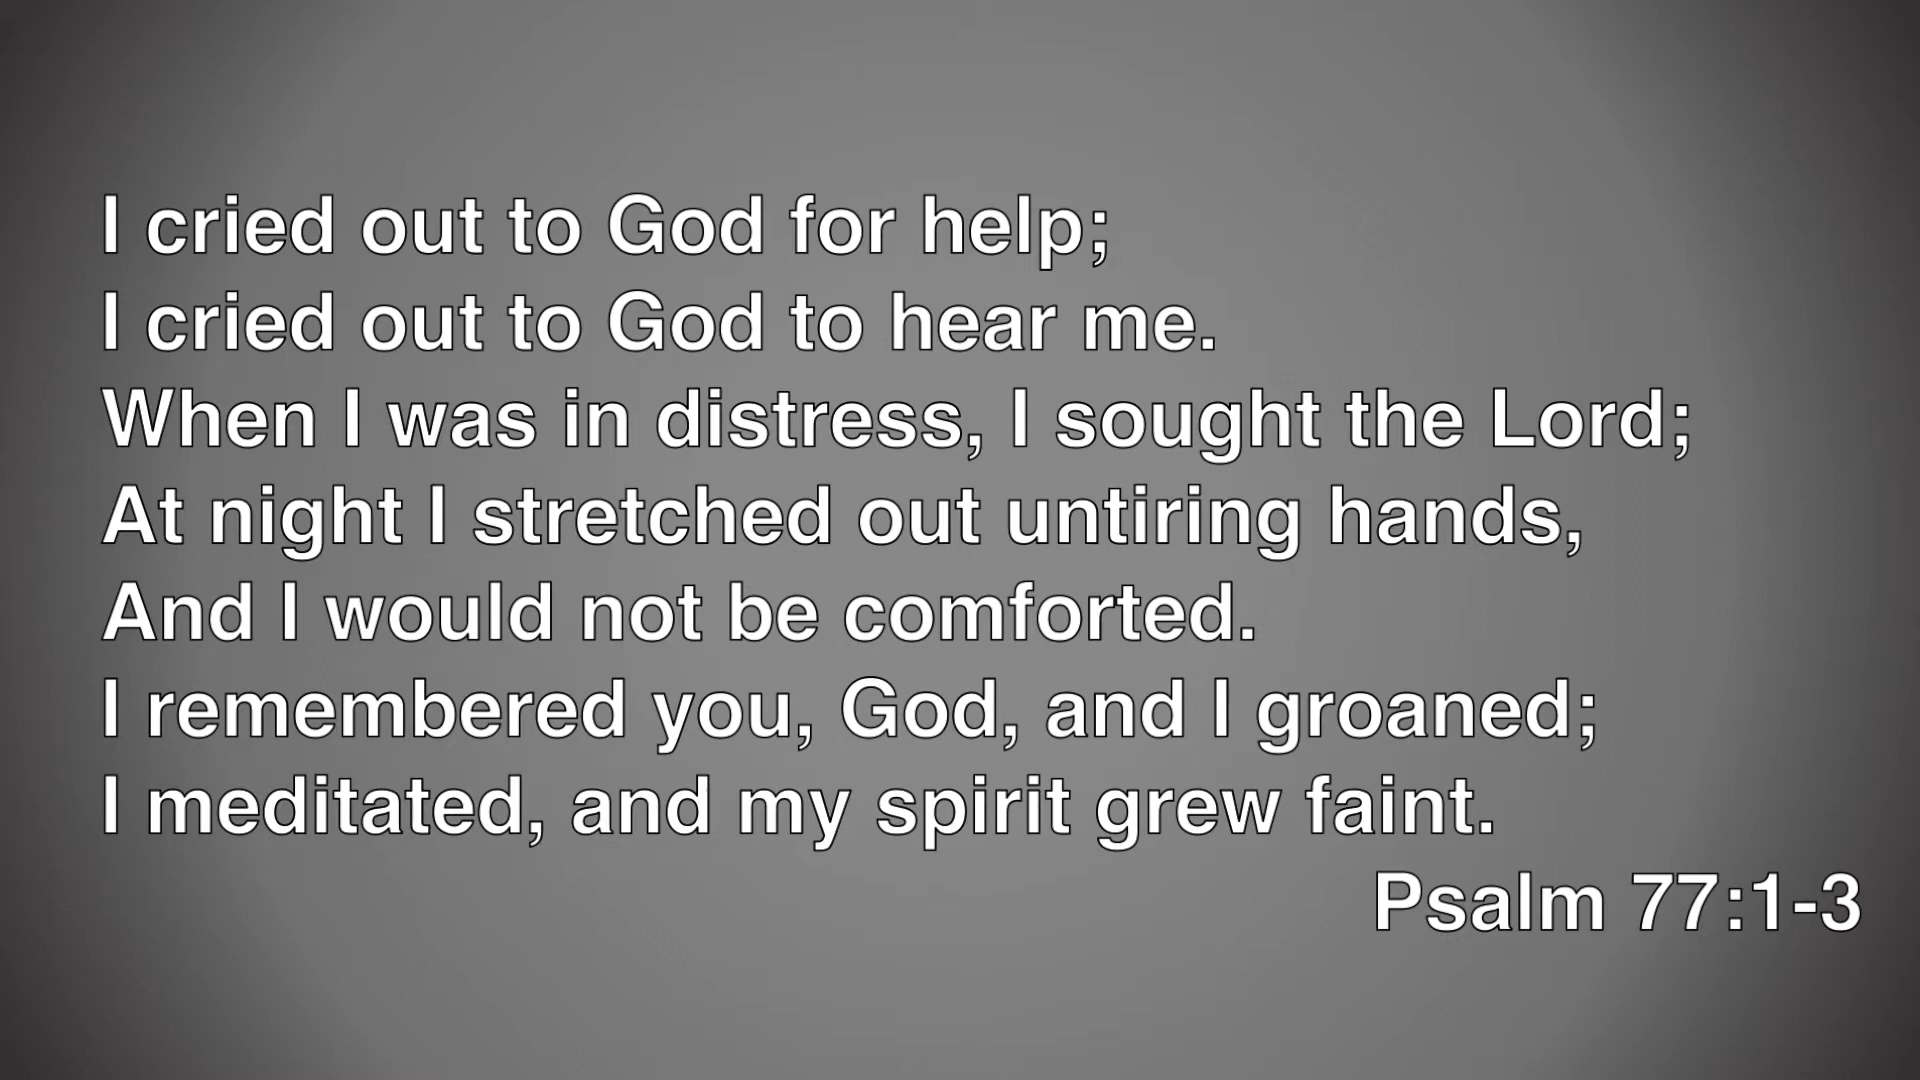 I cried out to God for help;
I cried out to God to hear me.
When I was in distress, I sought the Lord;
At night I stretched out untiring hands,
And I would not be comforted.
I remembered you, God, and I groaned;
I meditated, and my spirit grew faint.
Psalm 77:1-3